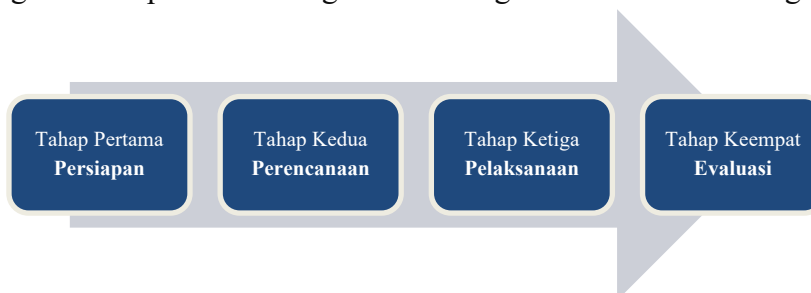 Tahap Pertama
Persiapan
Tahap Kedua
Perencanaan
Tahap Ketiga
Pelaksanaan
Tahap Keempat
Evaluasi